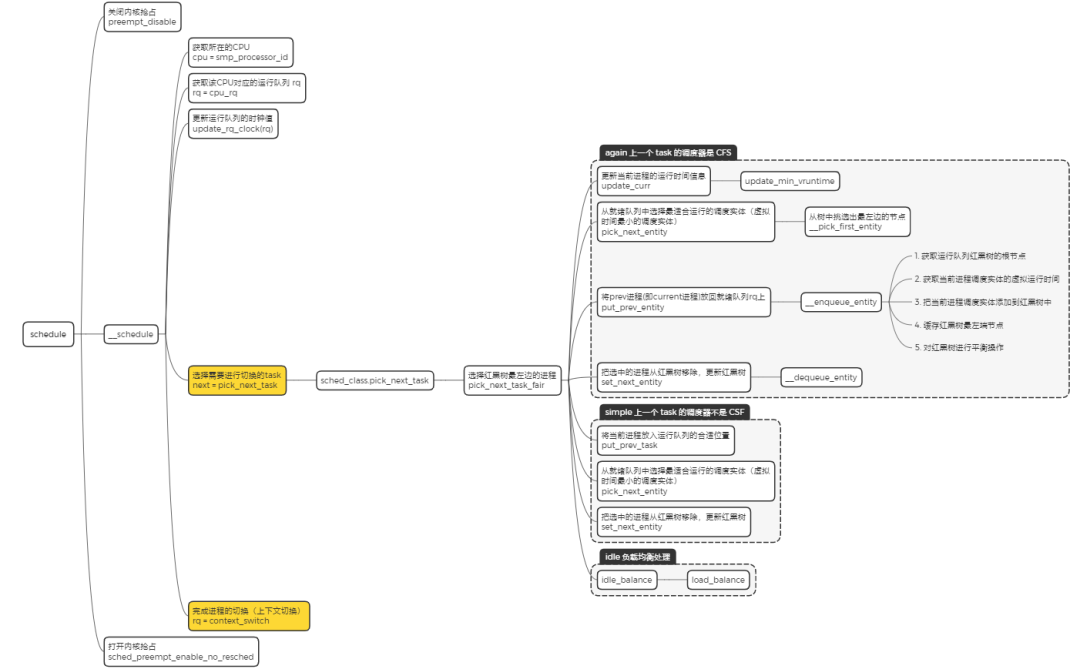 关闭内核抢占
preempt_disable
获取所在的CPU
cpu = smp_processor_id
获取该CPU对应的运行队列 rq
rq = cpu_rq
更新运行队列的时钟值
update_rq_clock(rq)
again 上一个 task 的调度器是 CFS
更新当前进程的运行时间信息
update_curr
update_min_vruntime
从就绪队列中选择最适合运行的调度实体（虚拟
时间最小的调度实体）
pick_next_entity
从树中挑选出最左边的节点
__pick_first_entity
1. 获取运行队列红黑树的根节点
2. 获取当前进程调度实体的虚拟运行时间
将prev进程(即current进程)放回就绪队列rq上
put_prev_entity
__enqueue_entity
3. 把当前进程调度实体添加到红黑树中
4. 缓存红黑树最左端节点
5. 对红黑树进行平衡操作
schedule
__schedule
选择需要进行切换的task
next = pick_next_task
sched_class.pick_next_task
选择红黑树最左边的进程
pick_next_task_fair
把选中的进程从红黑树移除，更新红黑树
set_next_entity
__dequeue_entity
simple 上一个 task 的调度器不是 CSF
将当前进程放入运行队列的合适位置
put_prev_task
从就绪队列中选择最适合运行的调度实体（虚拟
时间最小的调度实体）
pick_next_entity
把选中的进程从红黑树移除，更新红黑树
set_next_entity
idle 负载均衡处理
idle_balance
load_balance
完成进程的切换（上下文切换）
rq = context_switch
打开内核抢占
sched_preempt_enable_no_resched